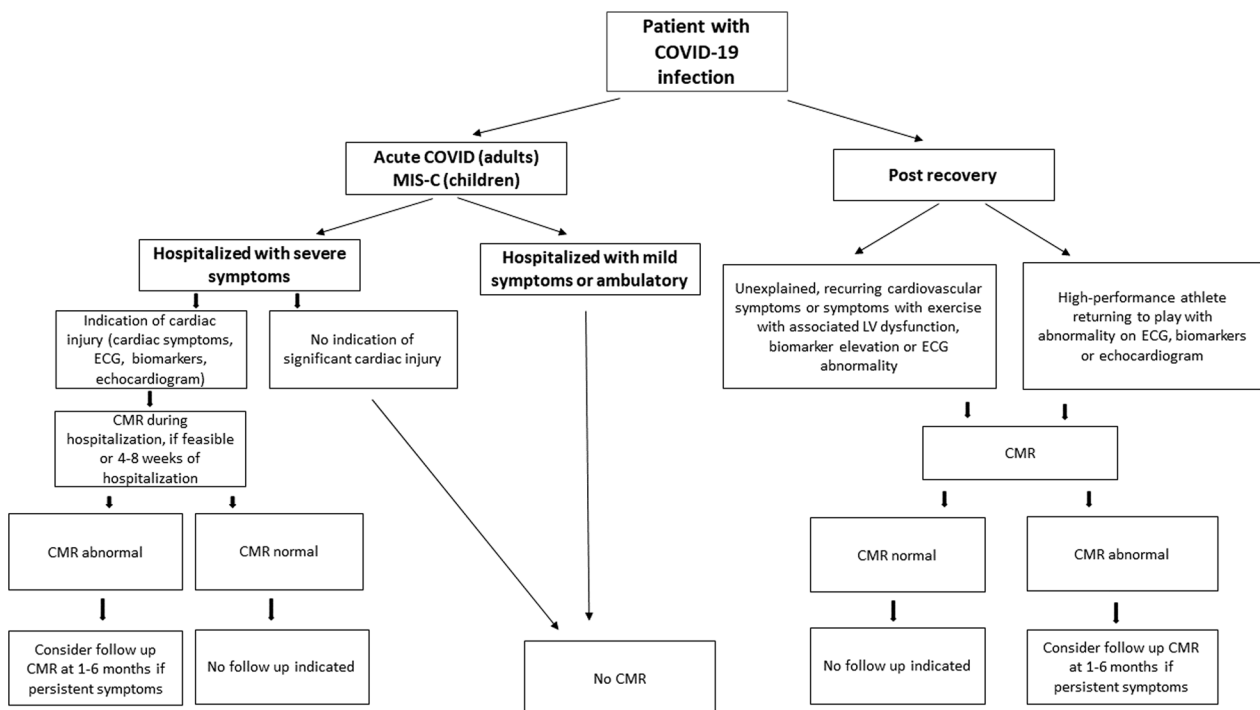 Patient with
COVID-19
infection
Acute COVID (adults)
MIS-C (children)
Post recovery
Hospitalized with severe
symptoms
Hospitalized with mild
symptoms or ambulatory
Unexplained, recurring cardiovascular
symptoms or symptoms with exercise
with associated LV dysfunction,
biomarker elevation or ECG
abnormality
High-performance athlete
returning to play with
abnormality on ECG, biomarkers
or echocardiogram
Indication of cardiac
injury (cardiac symptoms,
ECG, biomarkers,
echocardiogram)
No indication of
significant cardiac injury
CMR during
hospitalization, if feasible
or 4-8 weeks of
hospitalization
CMR
CMR abnormal
CMR normal
CMR normal
CMR abnormal
Consider follow up
CMR at 1-6 months if
persistent symptoms
No follow up indicated
No CMR
No follow up indicated
Consider follow up CMR
at 1-6 months if
persistent symptoms